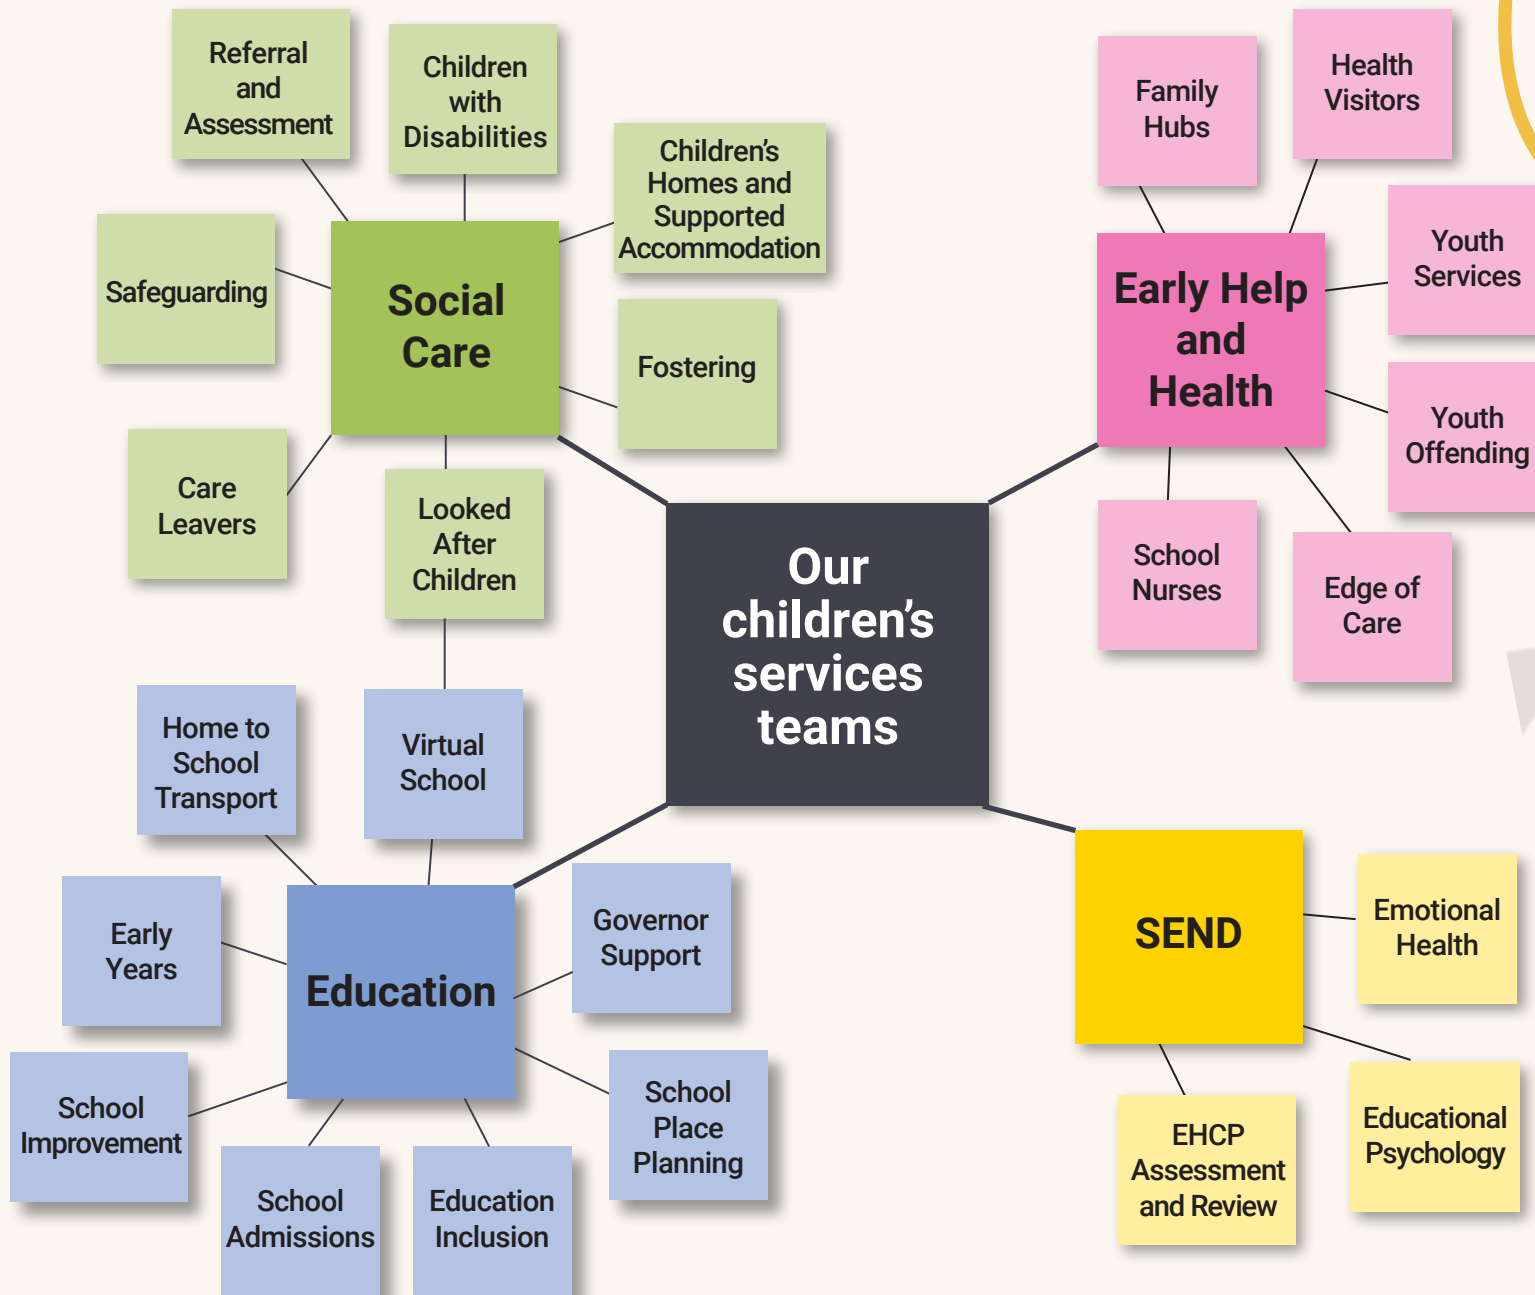 Referral
and
Assessment
Children
with
Disabilities
Children's
Homes and
Supported
Accommodation
Safeguarding
Social
Care
Fostering
Care
Leavers
Looked
After
Children
Family
Hubs
Health
Visitors
Early Help
and
Health
Youth
Services
Youth
Offending
School
Nurses
Edge of
Care
Our
children’s
services
teams
Home to
School
Transport
Virtual
School
Early
Years
Education
Governor
Support
School
Improvement
School
Admissions
Education
Inclusion
School
Place
Planning
SEND
Emotional
Health
EHCP
Assessment
and Review
Educational
Psychology